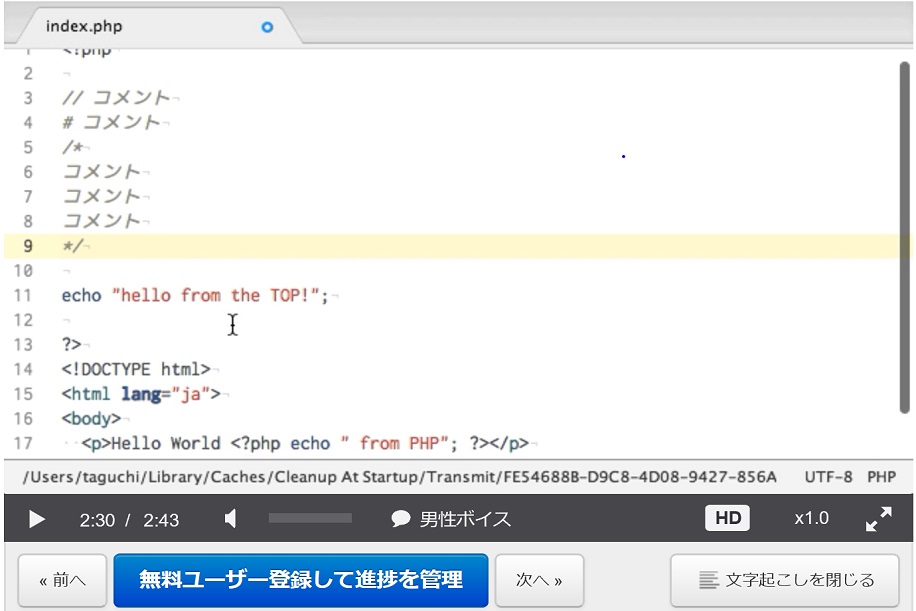 index.php
1 <?php
2
3 // コメント
4 # コメント
5 /*
6 コメント
7 コメント
8 コメント
9 */
10
11 echo "hello from the TOP!";
12
13 ?>
14 <!DOCTYPE html>
15 <html lang="ja">
16 <body>
17 <p>Hello World <?php echo " from PHP"; ?></p>
/Users/taguchi/Library/Caches/Cleanup At Startup/Transmit/FE54688B-D9C8-4D08-9427-856A UTF-8 PHP
2:30 / 2:43 男性ボイス HD x1.0
« 前へ 無料ユーザー登録して進捗を管理 次へ » 文字起こしを閉じる